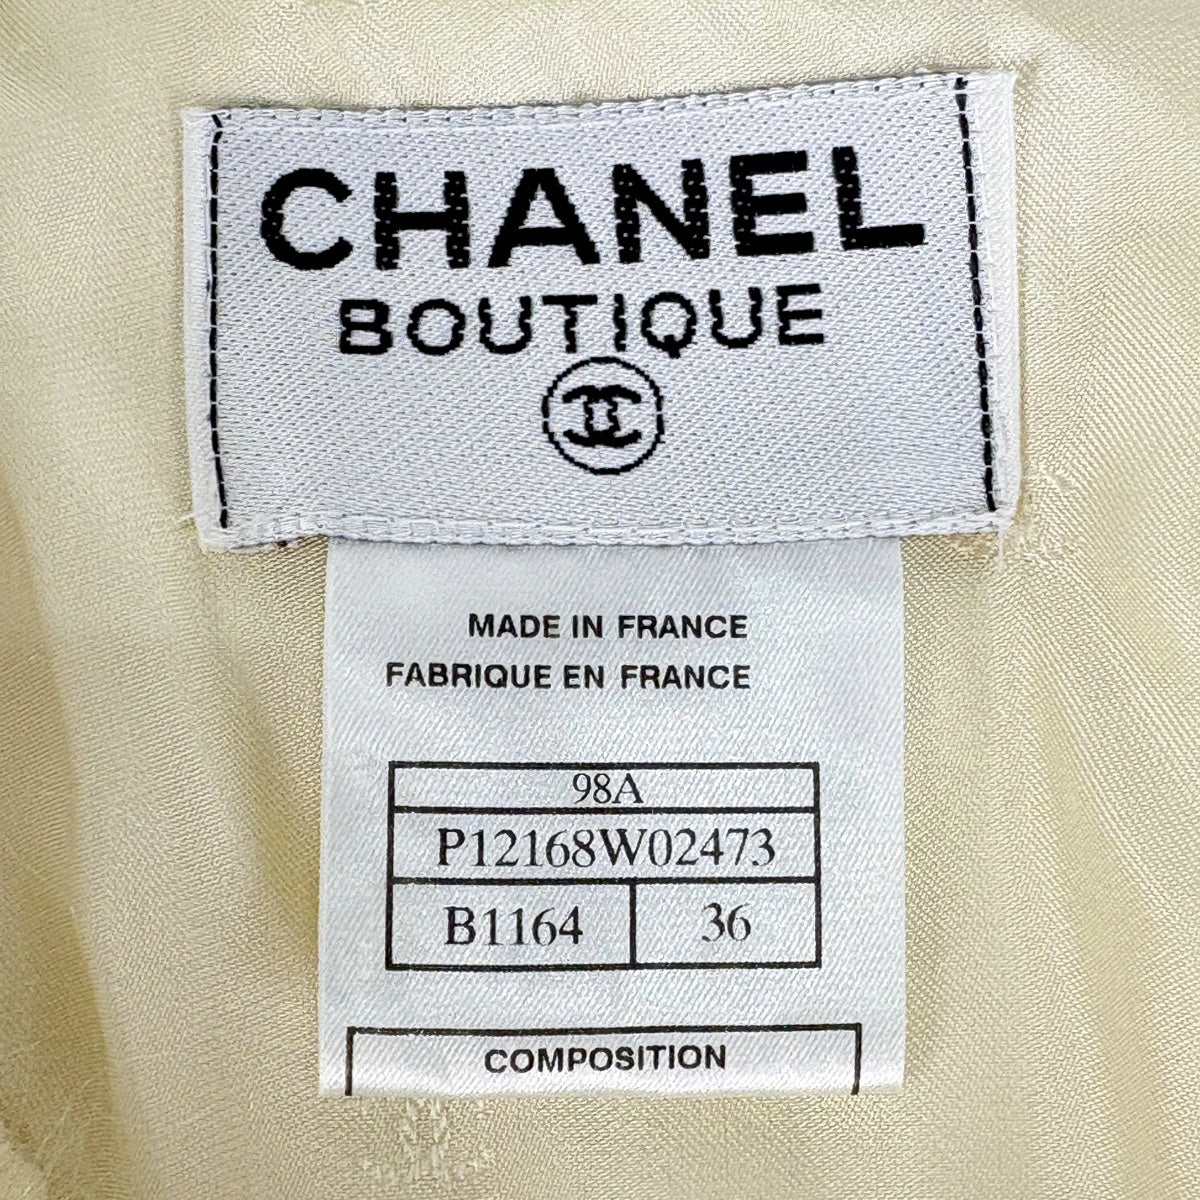 CHANEL
BOUTIQUE
MADE IN FRANCE
FABRIQUE EN FRANCE
98A
P12168W02473
B1164 36
COMPOSITION